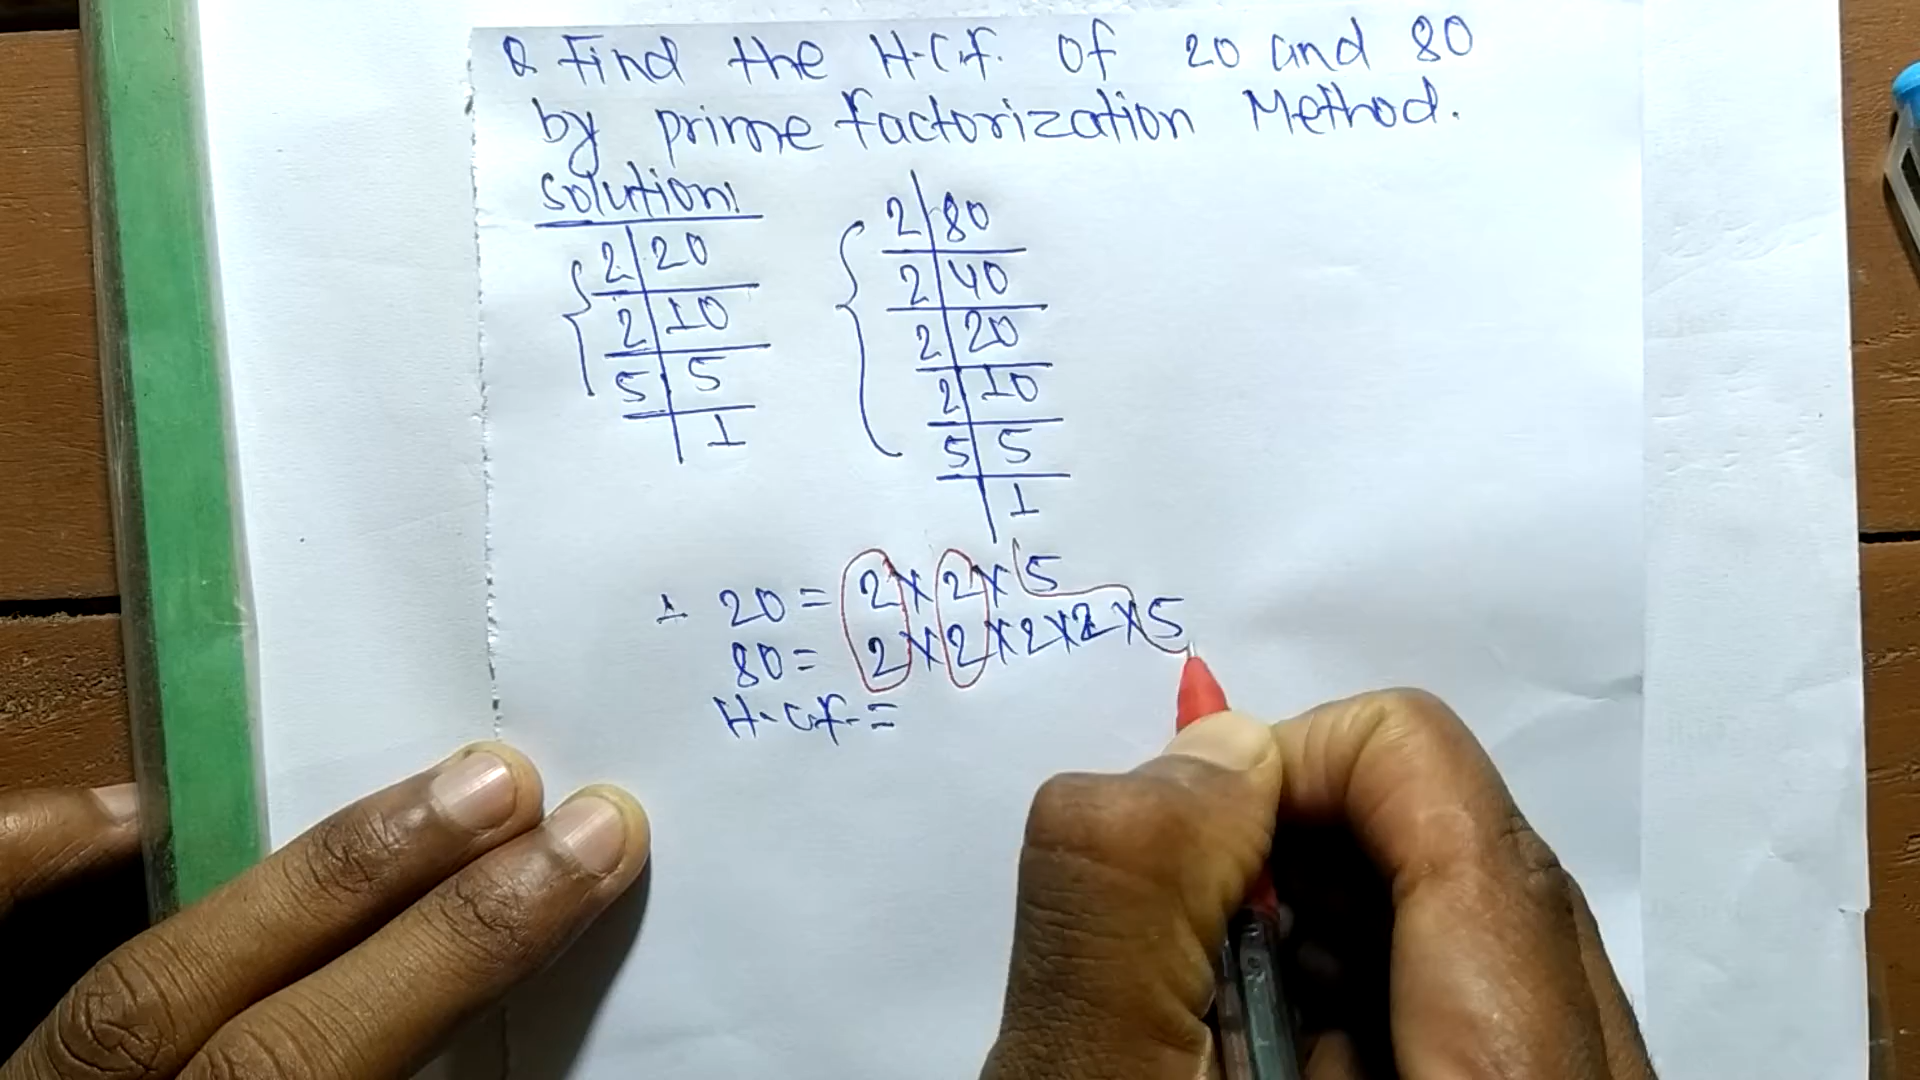 Q Find the H.C.F. of 20 and 80
by prime factorization Method.
solution:
2 20
2 10
5 5
1
2 80
2 40
2 20
2 10
5 5
1
∴ 20 = 2×2×5
80 = 2×2×2×2×5
H.C.F. =